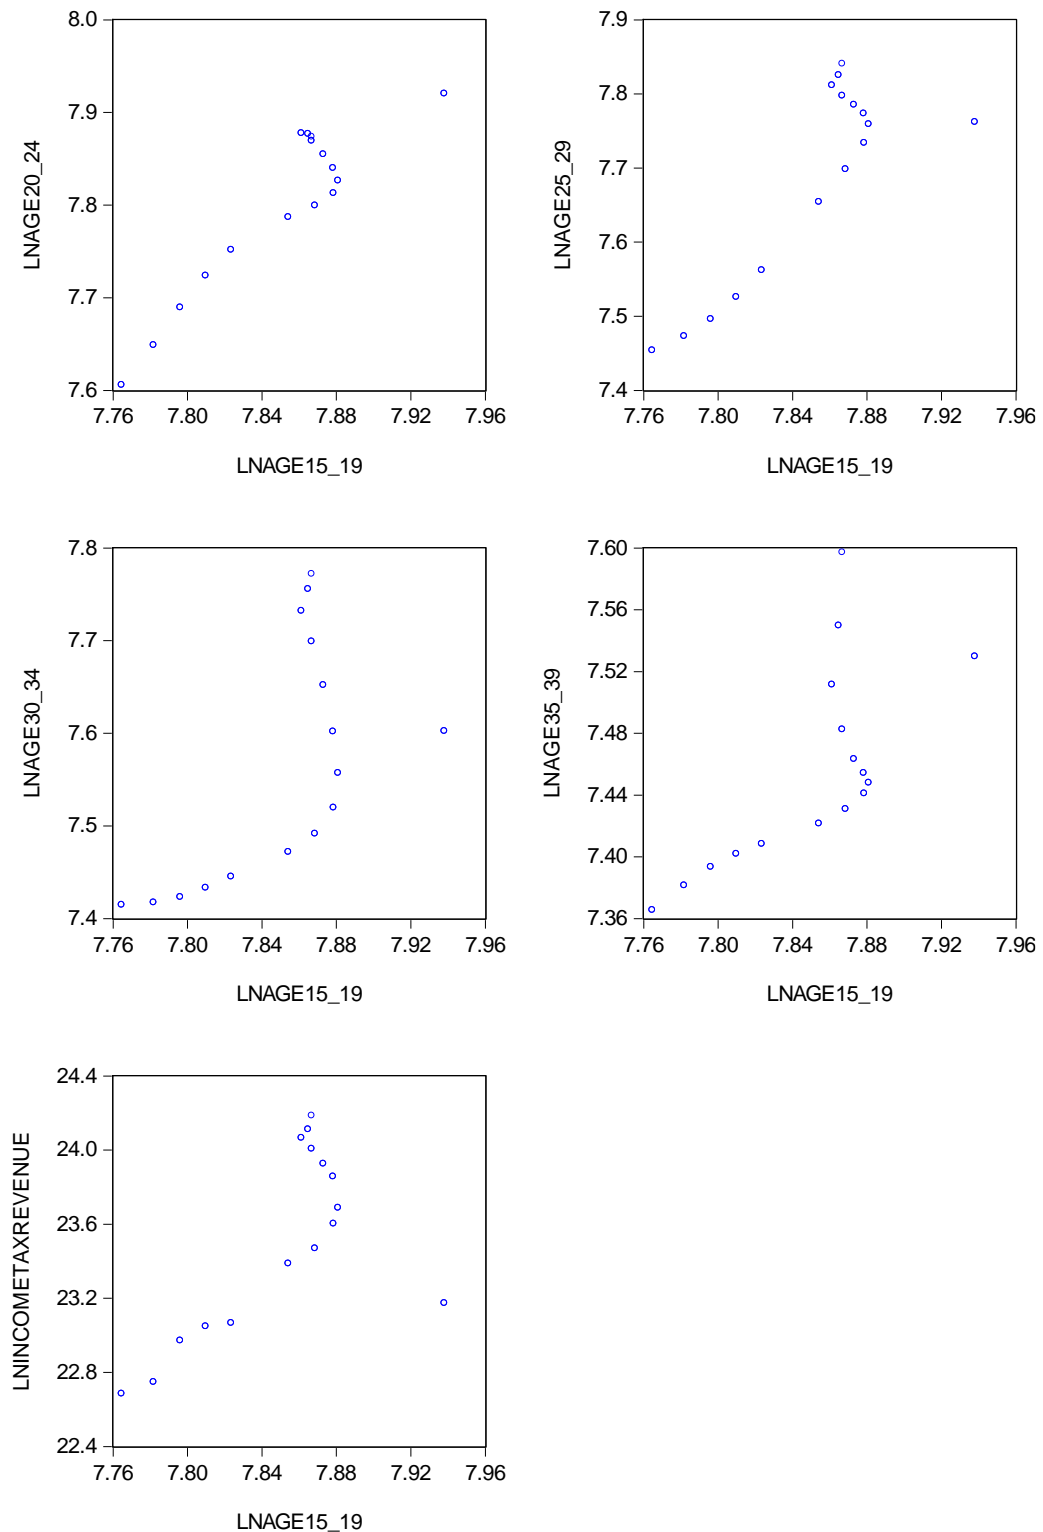 8.0
7.9
7.8
7.7
7.6
LNAGE20_24
7.76 7.80 7.84 7.88 7.92 7.96
LNAGE15_19
7.9
7.8
7.7
7.6
7.5
7.4
LNAGE25_29
7.76 7.80 7.84 7.88 7.92 7.96
LNAGE15_19
7.8
7.7
7.6
7.5
7.4
LNAGE30_34
7.76 7.80 7.84 7.88 7.92 7.96
LNAGE15_19
7.60
7.56
7.52
7.48
7.44
7.40
7.36
LNAGE35_39
7.76 7.80 7.84 7.88 7.92 7.96
LNAGE15_19
24.4
24.0
23.6
23.2
22.8
22.4
LNINCOMETAXREVENUE
7.76 7.80 7.84 7.88 7.92 7.96
LNAGE15_19